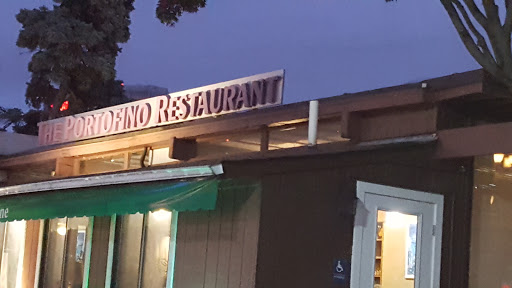 THE PORTOFINO RESTAURANT